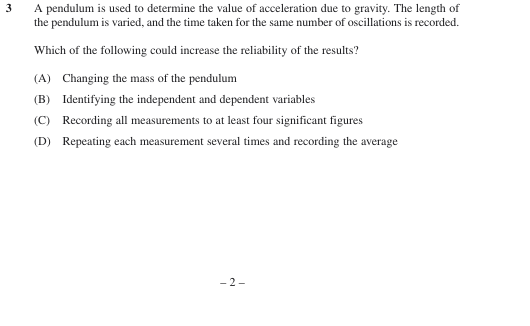 3 A pendulum is used to determine the value of acceleration due to gravity. The length of
the pendulum is varied, and the time taken for the same number of oscillations is recorded.
Which of the following could increase the reliability of the results?
(A) Changing the mass of the pendulum
(B) Identifying the independent and dependent variables
(C) Recording all measurements to at least four significant figures
(D) Repeating each measurement several times and recording the average
– 2 –